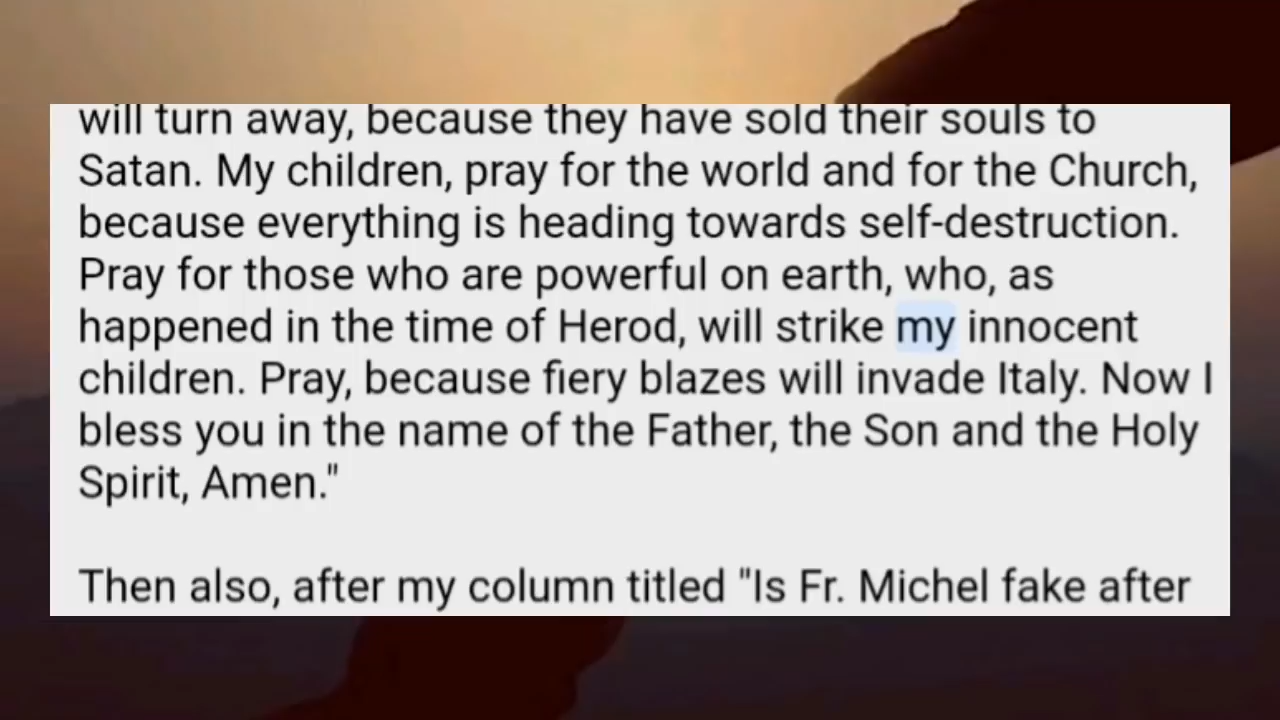 will turn away, because they have sold their souls to
Satan. My children, pray for the world and for the Church,
because everything is heading towards self-destruction.
Pray for those who are powerful on earth, who, as
happened in the time of Herod, will strike my innocent
children. Pray, because fiery blazes will invade Italy. Now I
bless you in the name of the Father, the Son and the Holy
Spirit, Amen."
Then also, after my column titled "Is Fr. Michel fake after